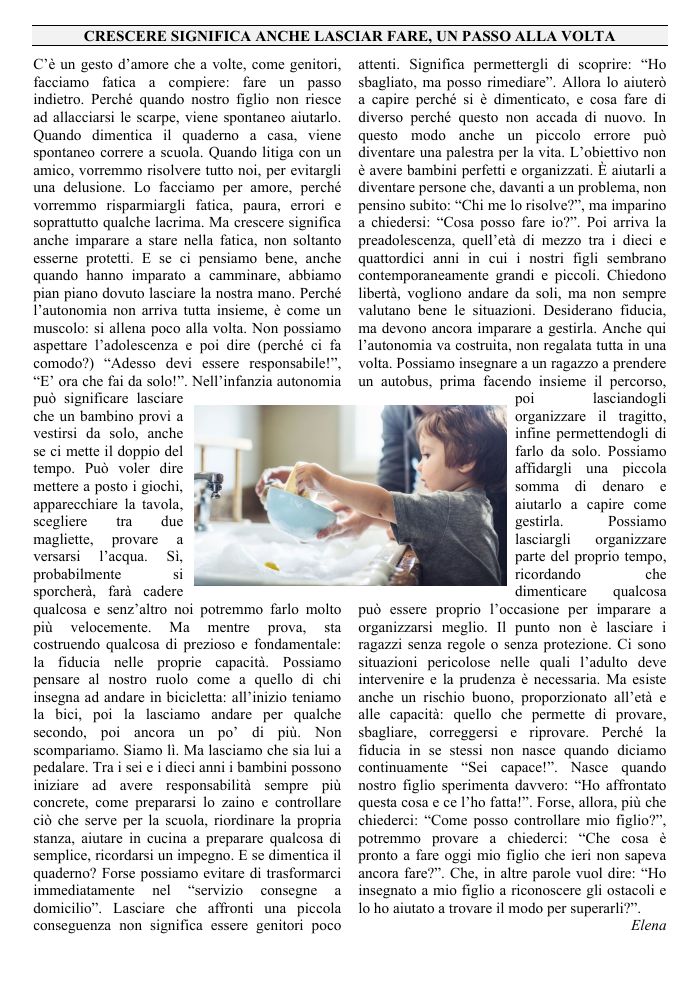 CRESCERE SIGNIFICA ANCHE LASCIAR FARE, UN PASSO ALLA VOLTA
C’è un gesto d’amore che a volte, come genitori,
facciamo fatica a compiere: fare un passo
indietro. Perché quando nostro figlio non riesce
ad allacciarsi le scarpe, viene spontaneo aiutarlo.
Quando dimentica il quaderno a casa, viene
spontaneo correre a scuola. Quando litiga con un
amico, vorremmo risolvere tutto noi, per evitargli
una delusione. Lo facciamo per amore, perché
vorremmo risparmiargli fatica, paura, errori e
soprattutto qualche lacrima. Ma crescere significa
anche imparare a stare nella fatica, non soltanto
esserne protetti. E se ci pensiamo bene, anche
quando hanno imparato a camminare, abbiamo
pian piano dovuto lasciare la nostra mano. Perché
l’autonomia non arriva tutta insieme, è come un
muscolo: si allena poco alla volta. Non possiamo
aspettare l’adolescenza e poi dire (perché ci fa
comodo?) “Adesso devi essere responsabile!”,
“E’ ora che fai da solo!”. Nell’infanzia autonomia
può significare lasciare
che un bambino provi a
vestirsi da solo, anche
se ci mette il doppio del
tempo. Può voler dire
mettere a posto i giochi,
apparecchiare la tavola,
scegliere tra due
magliette, provare a
versarsi l’acqua. Sì,
probabilmente si
sporcherà, farà cadere
qualcosa e senz’altro noi potremmo farlo molto
più velocemente. Ma mentre prova, sta
costruendo qualcosa di prezioso e fondamentale:
la fiducia nelle proprie capacità. Possiamo
pensare al nostro ruolo come a quello di chi
insegna ad andare in bicicletta: all’inizio teniamo
la bici, poi la lasciamo andare per qualche
secondo, poi ancora un po’ di più. Non
scompariamo. Siamo lì. Ma lasciamo che sia lui a
pedalare. Tra i sei e i dieci anni i bambini possono
iniziare ad avere responsabilità sempre più
concrete, come prepararsi lo zaino e controllare
ciò che serve per la scuola, riordinare la propria
stanza, aiutare in cucina a preparare qualcosa di
semplice, ricordarsi un impegno. E se dimentica il
quaderno? Forse possiamo evitare di trasformarci
immediatamente nel “servizio consegne a
domicilio”. Lasciare che affronti una piccola
conseguenza non significa essere genitori poco
attenti. Significa permettergli di scoprire: “Ho
sbagliato, ma posso rimediare”. Allora lo aiuterò
a capire perché si è dimenticato, e cosa fare di
diverso perché questo non accada di nuovo. In
questo modo anche un piccolo errore può
diventare una palestra per la vita. L’obiettivo non
è avere bambini perfetti e organizzati. È aiutarli a
diventare persone che, davanti a un problema, non
pensino subito: “Chi me lo risolve?”, ma imparino
a chiedersi: “Cosa posso fare io?”. Poi arriva la
preadolescenza, quell’età di mezzo tra i dieci e
quattordici anni in cui i nostri figli sembrano
contemporaneamente grandi e piccoli. Chiedono
libertà, vogliono andare da soli, ma non sempre
valutano bene le situazioni. Desiderano fiducia,
ma devono ancora imparare a gestirla. Anche qui
l’autonomia va costruita, non regalata tutta in una
volta. Possiamo insegnare a un ragazzo a prendere
un autobus, prima facendo insieme il percorso,
poi lasciandogli
organizzare il tragitto,
infine permettendogli di
farlo da solo. Possiamo
affidargli una piccola
somma di denaro e
aiutarlo a capire come
gestirla. Possiamo
lasciargli organizzare
parte del proprio tempo,
ricordando che
dimenticare qualcosa
può essere proprio l’occasione per imparare a
organizzarsi meglio. Il punto non è lasciare i
ragazzi senza regole o senza protezione. Ci sono
situazioni pericolose nelle quali l’adulto deve
intervenire e la prudenza è necessaria. Ma esiste
anche un rischio buono, proporzionato all’età e
alle capacità: quello che permette di provare,
sbagliare, correggersi e riprovare. Perché la
fiducia in se stessi non nasce quando diciamo
continuamente “Sei capace!”. Nasce quando
nostro figlio sperimenta davvero: “Ho affrontato
questa cosa e ce l’ho fatta!”. Forse, allora, più che
chiederci: “Come posso controllare mio figlio?”,
potremmo provare a chiederci: “Che cosa è
pronto a fare oggi mio figlio che ieri non sapeva
ancora fare?”. Che, in altre parole vuol dire: “Ho
insegnato a mio figlio a riconoscere gli ostacoli e
lo ho aiutato a trovare il modo per superarli?”.
Elena